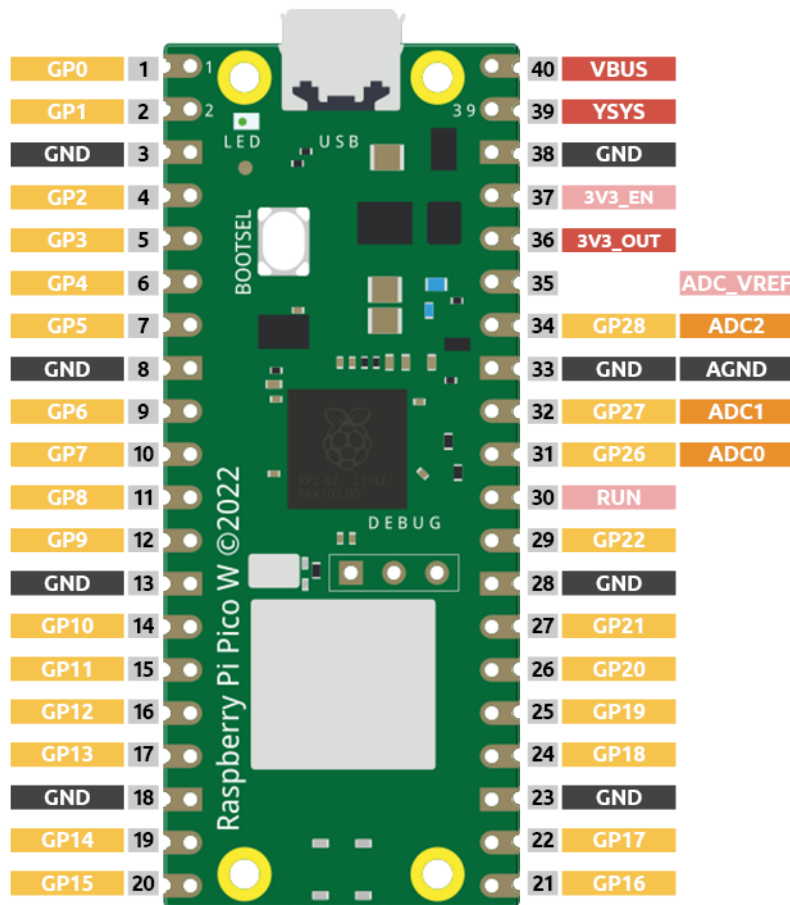 GP0 1 1 40 VBUS
GP1 2 2 39 39 YSYS
LED USB
GND 3 38 GND
GP2 4 37 3V3_EN
GP3 5 BOOTSEL 36 3V3_OUT
GP4 6 35 ADC_VREF
GP5 7 34 GP28 ADC2
GND 8 33 GND AGND
GP6 9 32 GP27 ADC1
GP7 10 31 GP26 ADC0
RP2-B2 21/42
GP8 11 30 RUN
DEBUG
GP9 12 29 GP22
GND 13 28 GND
GP10 14 27 GP21
GP11 15 26 GP20
GP12 16 25 GP19
GP13 17 24 GP18
GND 18 23 GND
GP14 19 22 GP17
GP15 20 21 GP16
Raspberry Pi Pico W ©2022